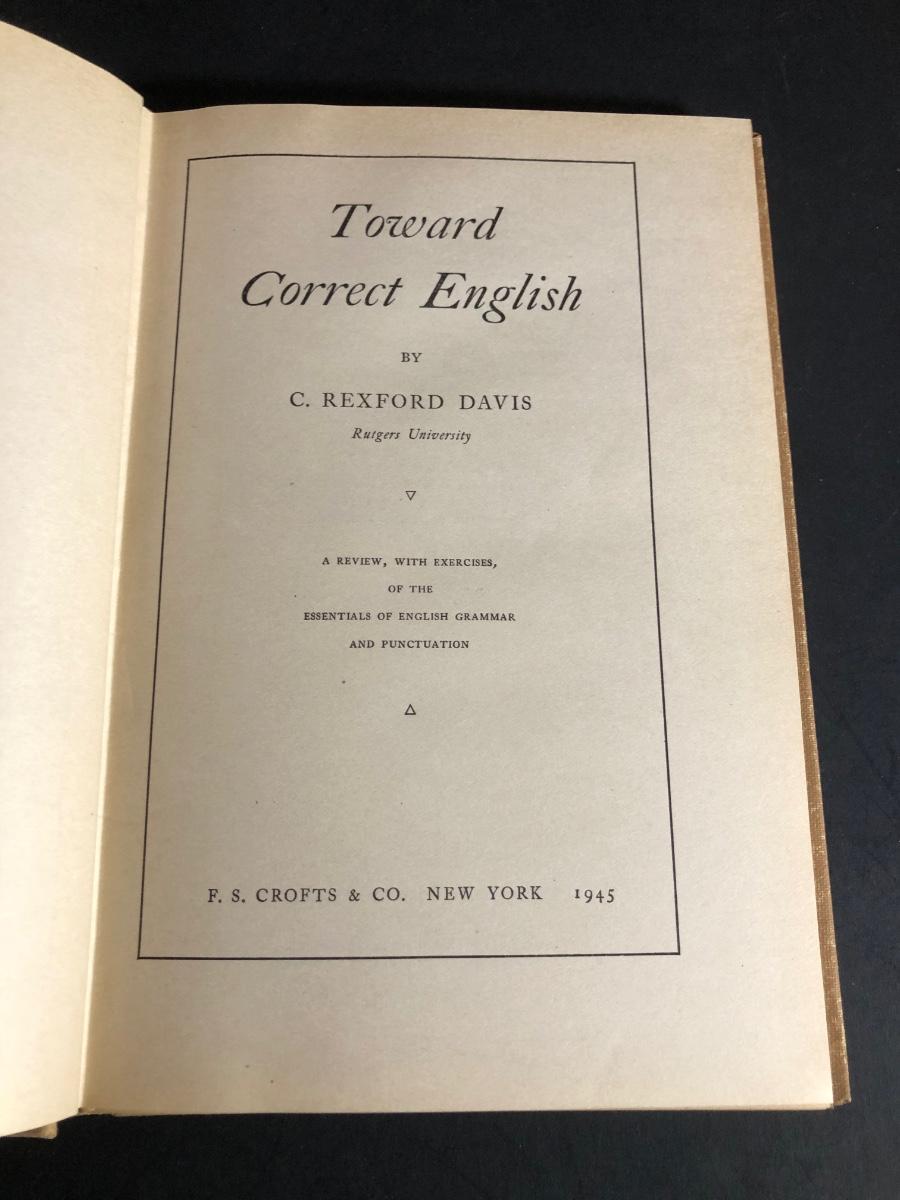 Toward
Correct English
BY
C. REXFORD DAVIS
Rutgers University
A REVIEW, WITH EXERCISES,
OF THE
ESSENTIALS OF ENGLISH GRAMMAR
AND PUNCTUATION
F. S. CROFTS & CO. NEW YORK 1945